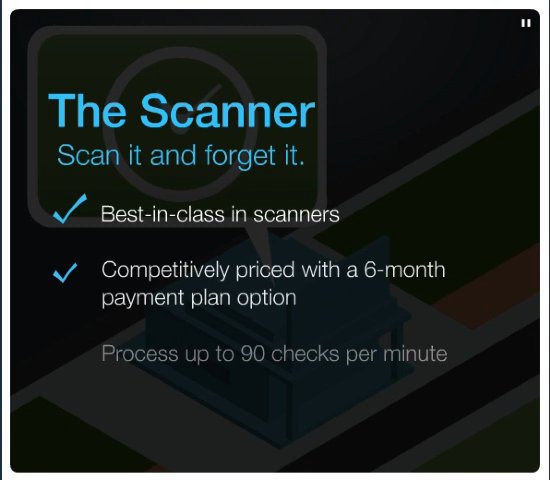 The Scanner
Scan it and forget it.
Best-in-class in scanners
Competitively priced with a 6-month
payment plan option
Process up to 90 checks per minute